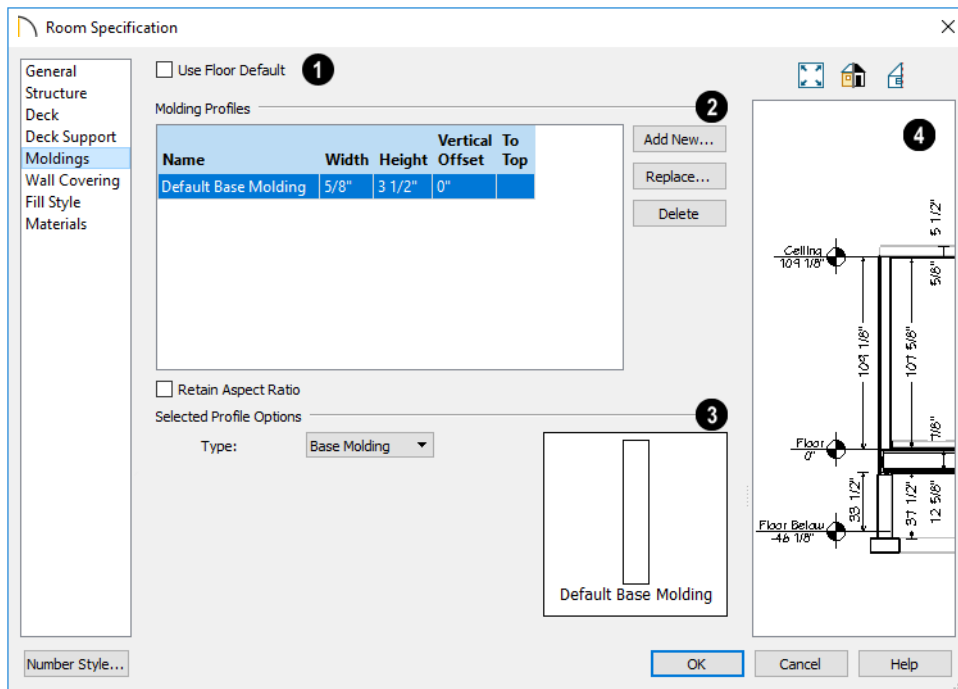 Room Specification
General
Structure
Deck
Deck Support
Moldings
Wall Covering
Fill Style
Materials
Number Style...
Use Floor Default 1
Molding Profiles 2
Name Width Height Vertical Offset To Top
Default Base Molding 5/8" 3 1/2" 0"
Add New...
Replace...
Delete
Retain Aspect Ratio
Selected Profile Options 3
Type: Base Molding
Default Base Molding
4
5 1/2"
Ceiling
109 1/8"
5/8"
109 1/8"
107 5/8"
7/8"
Floor
0"
33 1/2"
37 1/2"
12 5/8"
Floor Below
-46 1/8"
OK
Cancel
Help